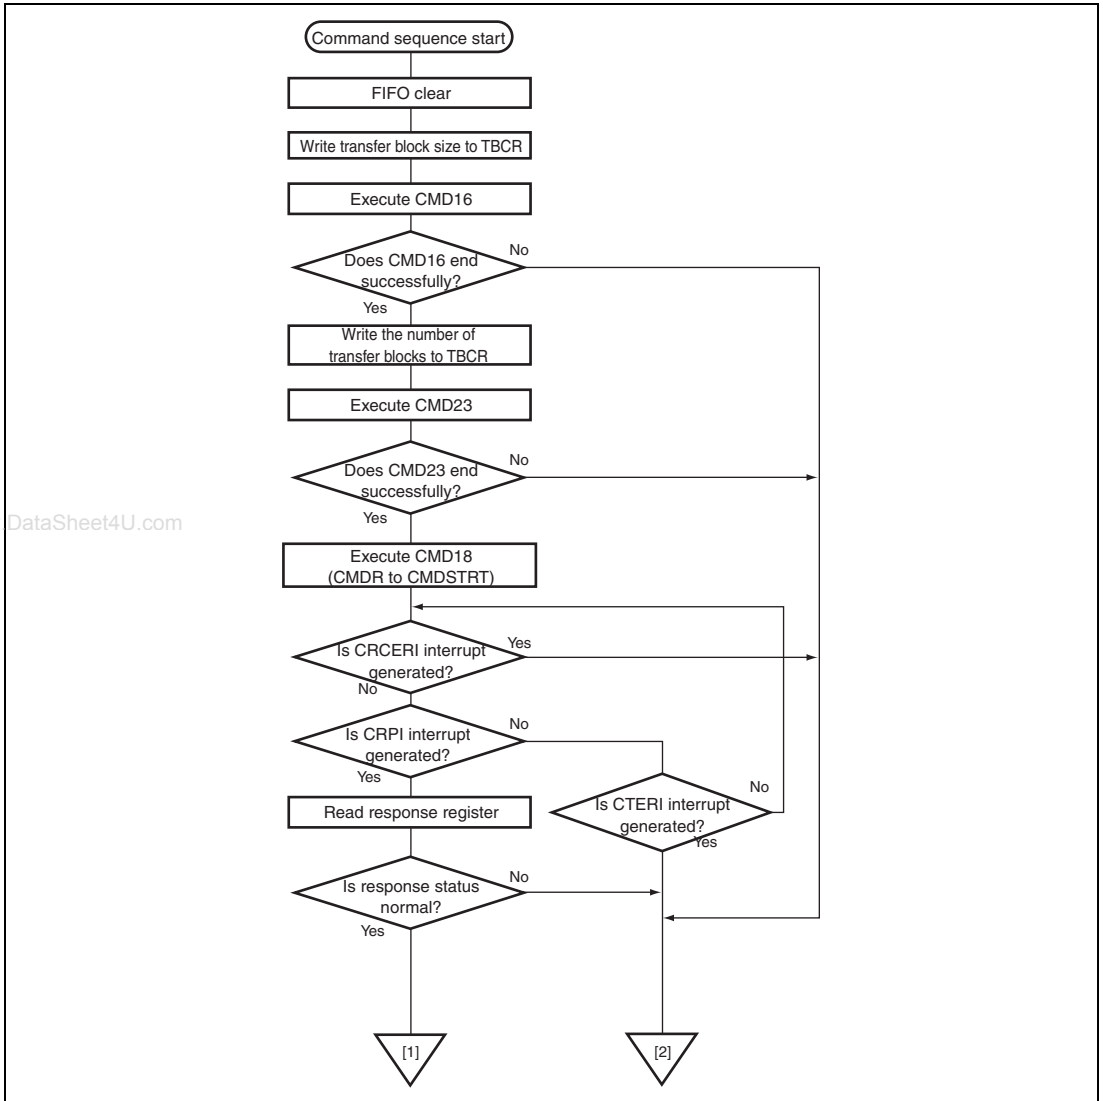 Command sequence start
FIFO clear
Write transfer block size to TBCR
Execute CMD16
No
Does CMD16 end
successfully?
Yes
Write the number of
transfer blocks to TBCR
Execute CMD23
No
Does CMD23 end
successfully?
Yes
DataSheet4U.com
Execute CMD18
(CMDR to CMDSTRT)
Yes
Is CRCERI interrupt
generated?
No
No
Is CRPI interrupt
generated?
Yes
No
Is CTERI interrupt
generated?
Yes
Read response register
No
Is response status
normal?
Yes
[1]
[2]